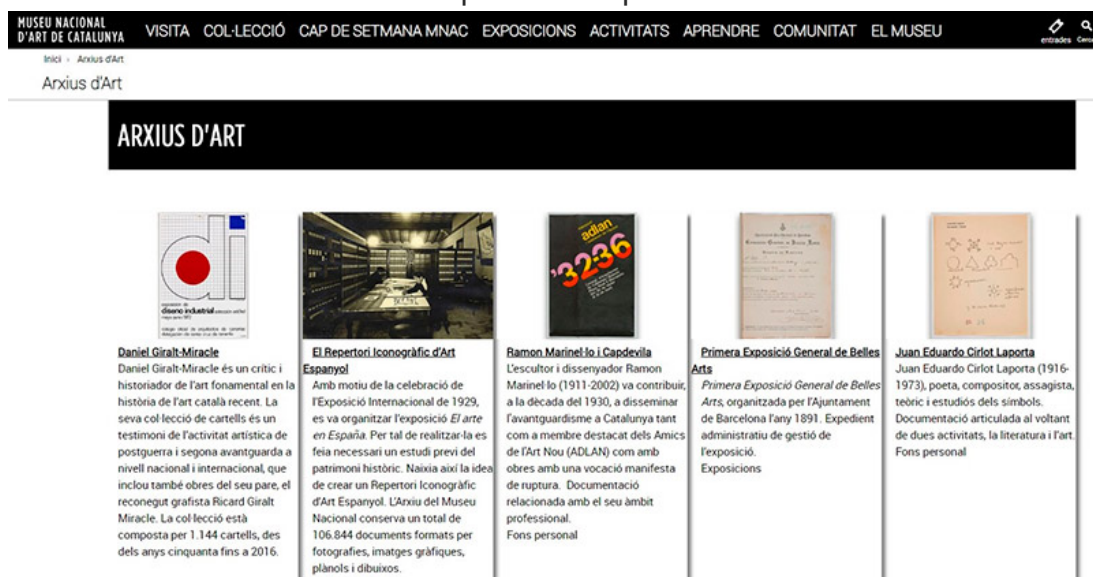 MUSEU NACIONAL
D'ART DE CATALUNYA
VISITA COL·LECCIÓ CAP DE SETMANA MNAC EXPOSICIONS ACTIVITATS APRENDRE COMUNITAT EL MUSEU
entrades
Inici › Arxius d'Art
Arxius d'Art
ARXIUS D'ART
di
diseno industrial
Daniel Giralt-Miracle
Daniel Giralt-Miracle és un crític i
historiador de l'art fonamental en la
història de l'art català recent. La
seva col·lecció de cartells és un
testimoni de l'activitat artística de
postguerra i segona avantguarda a
nivell nacional i internacional, que
inclou també obres del seu pare, el
reconegut grafista Ricard Giralt
Miracle. La col·lecció està
composta per 1.144 cartells, des
dels anys cinquanta fins a 2016.
El Repertori Iconogràfic d'Art
Espanyol
Amb motiu de la celebració de
l'Exposició Internacional de 1929,
es va organitzar l'exposició El arte
en España. Per tal de realitzar-la es
feia necessari un estudi previ del
patrimoni històric. Naixia així la idea
de crear un Repertori Iconogràfic
d'Art Espanyol. L'Arxiu del Museu
Nacional conserva un total de
106.844 documents formats per
fotografies, imatges gràfiques,
plànols i dibuixos.
adlan
'32-36
Ramon Marinel·lo i Capdevila
L'escultor i dissenyador Ramon
Marinel·lo (1911-2002) va contribuir,
a la dècada del 1930, a disseminar
l'avantguardisme a Catalunya tant
com a membre destacat dels Amics
de l'Art Nou (ADLAN) com amb
obres amb una vocació manifesta
de ruptura. Documentació
relacionada amb el seu àmbit
professional.
Fons personal
Primera Exposició General de Belles
Arts
Primera Exposició General de Belles
Arts, organitzada per l'Ajuntament
de Barcelona l'any 1891. Expedient
administratiu de gestió de
l'exposició.
Exposicions
Juan Eduardo Cirlot Laporta
Juan Eduardo Cirlot Laporta (1916-
1973), poeta, compositor, assagista,
teòric i estudiós dels símbols.
Documentació articulada al voltant
de dues activitats, la literatura i l'art.
Fons personal